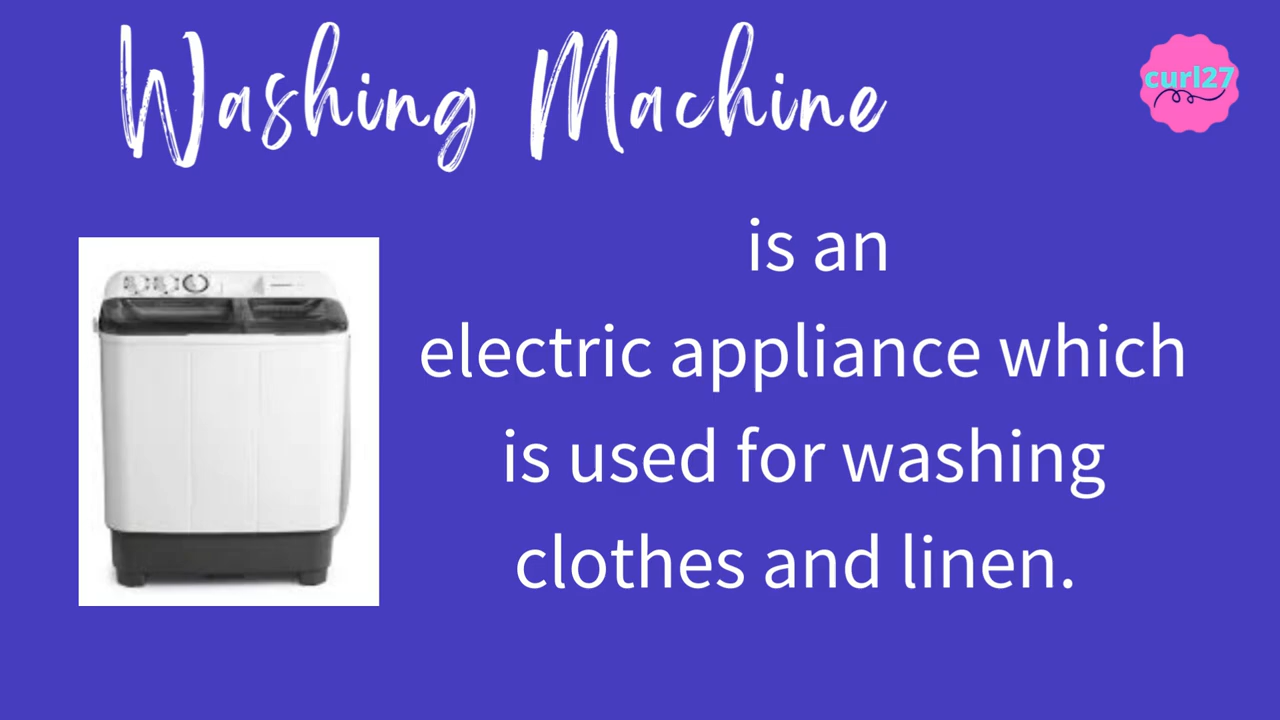 Washing Machine
curl27
is an
electric appliance which
is used for washing
clothes and linen.